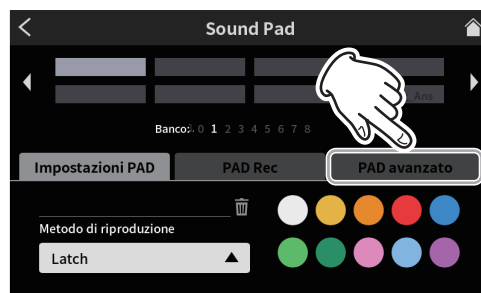 Sound Pad
Ans
Banco: 0 1 2 3 4 5 6 7 8
Impostazioni PAD PAD Rec PAD avanzato
Metodo di riproduzione
Latch